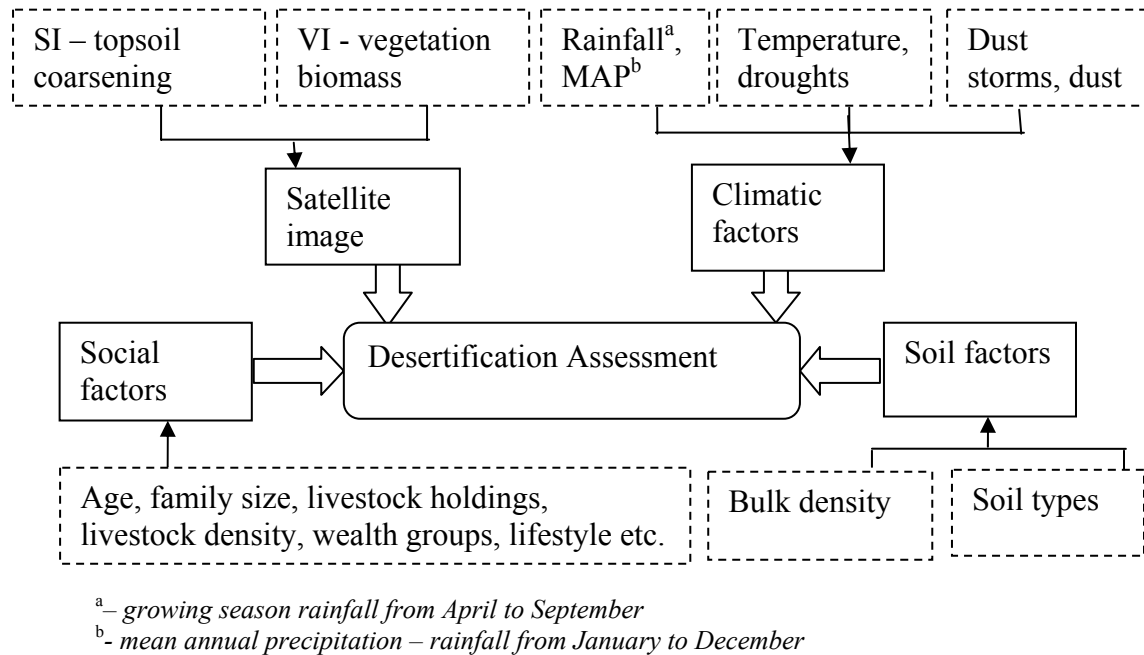 SI – topsoil
coarsening
VI - vegetation
biomass
Rainfallᵃ,
MAPᵇ
Temperature,
droughts
Dust
storms, dust
Satellite
image
Climatic
factors
Social
factors
Desertification Assessment
Soil factors
Age, family size, livestock holdings,
livestock density, wealth groups, lifestyle etc.
Bulk density
Soil types
ᵃ– growing season rainfall from April to September
ᵇ- mean annual precipitation – rainfall from January to December